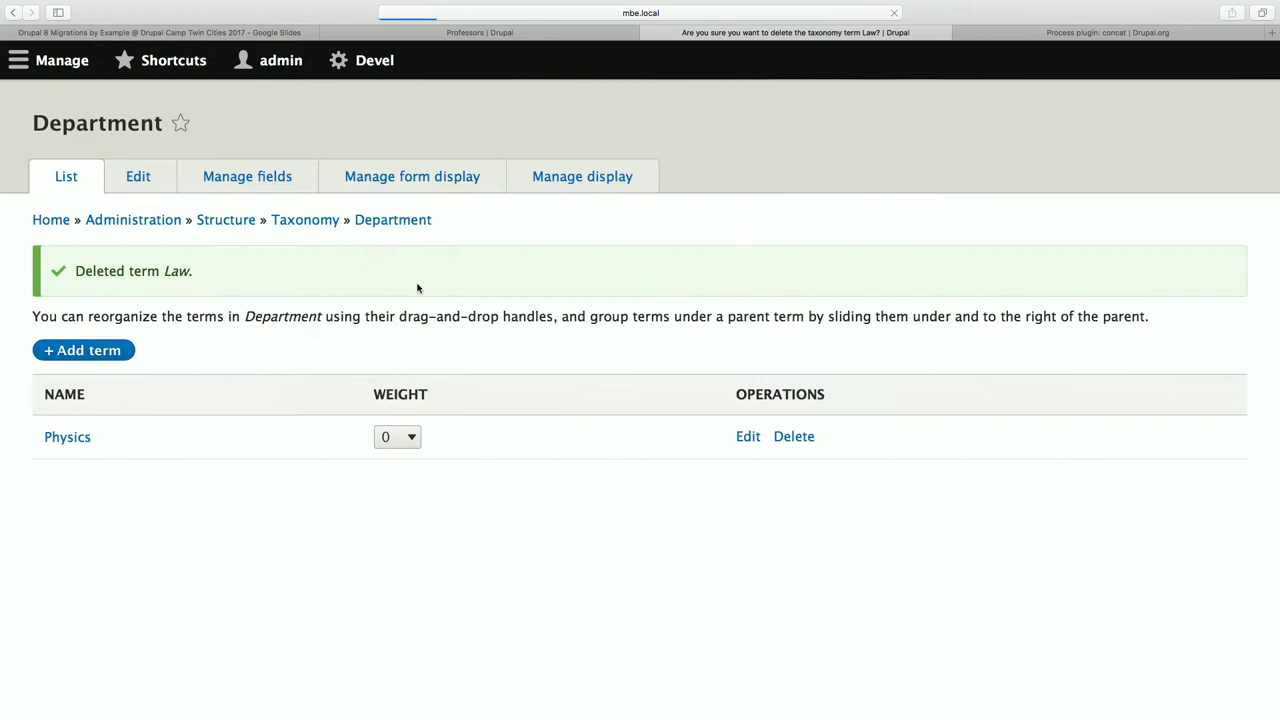 mbe.local
Drupal 8 Migrations by Example @ Drupal Camp Twin Cities 2017 - Google Slides
Professors | Drupal
Are you sure you want to delete the taxonomy term Law? | Drupal
Process plugin: concat | Drupal.org
Manage
Shortcuts
admin
Devel
Department
List
Edit
Manage fields
Manage form display
Manage display
Home » Administration » Structure » Taxonomy » Department
Deleted term Law.
You can reorganize the terms in Department using their drag-and-drop handles, and group terms under a parent term by sliding them under and to the right of the parent.
+ Add term
NAME WEIGHT OPERATIONS
Physics 0 Edit Delete